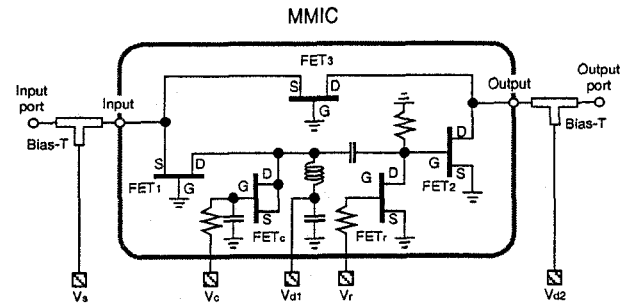 MMIC
FET3
S D
G
Input port
Input
Output
Output port
Bias-T
Bias-T
S D
G
FET1
G D
S
FETc
G D
S
FETr
G D
S
FET2
Vs
Vc
Vd1
Vr
Vd2